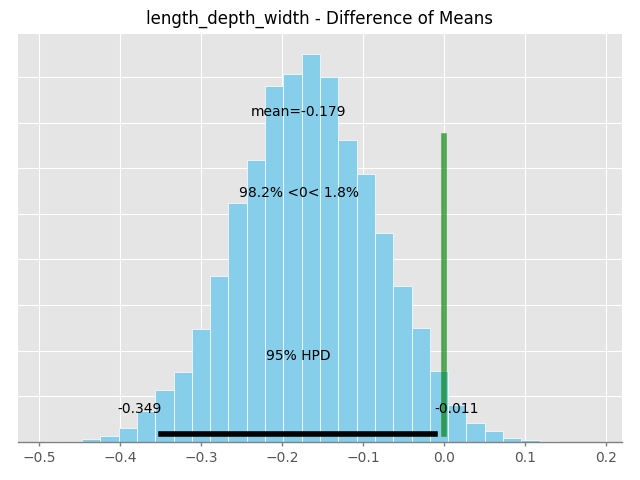 length_depth_width - Difference of Means
mean=-0.179
98.2% <0< 1.8%
95% HPD
-0.349
-0.011
−0.5 −0.4 −0.3 −0.2 −0.1 0.0 0.1 0.2